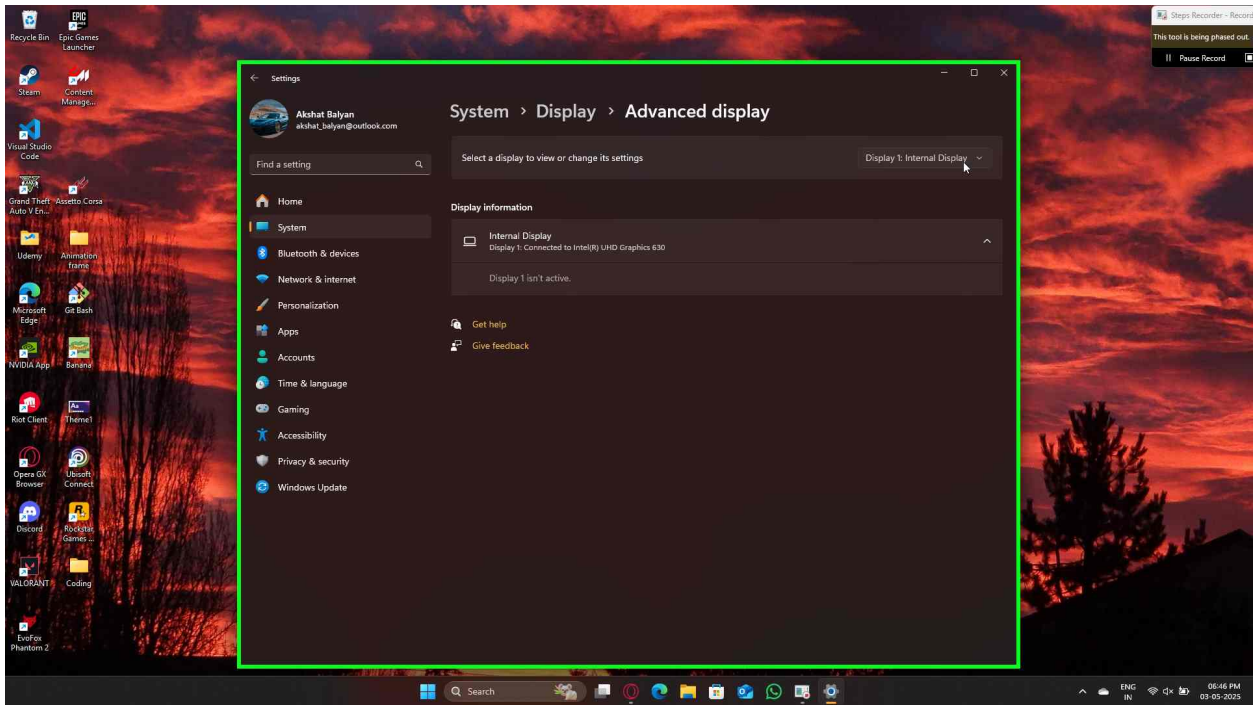 Recycle Bin
Epic Games
Launcher
Steam
Content
Manage...
Visual Studio
Code
Grand Theft
Auto V En...
Assetto Corsa
Udemy
Animation
frame
Microsoft
Edge
Git Bash
NVIDIA App
Banana
Riot Client
Aa
Theme1
Opera GX
Browser
Ubisoft
Connect
Discord
Rockstar
Games ...
VALORANT
Coding
EvoFox
Phantom 2
Steps Recorder - Record
This tool is being phased out.
Pause Record
Settings
Akshat Balyan
akshat_balyan@outlook.com
Find a setting
Home
System
Bluetooth & devices
Network & internet
Personalization
Apps
Accounts
Time & language
Gaming
Accessibility
Privacy & security
Windows Update
System > Display > Advanced display
Select a display to view or change its settings
Display 1: Internal Display
Display information
Internal Display
Display 1: Connected to Intel(R) UHD Graphics 630
Display 1 isn't active.
Get help
Give feedback
Search
ENG
IN
06:46 PM
03-05-2025